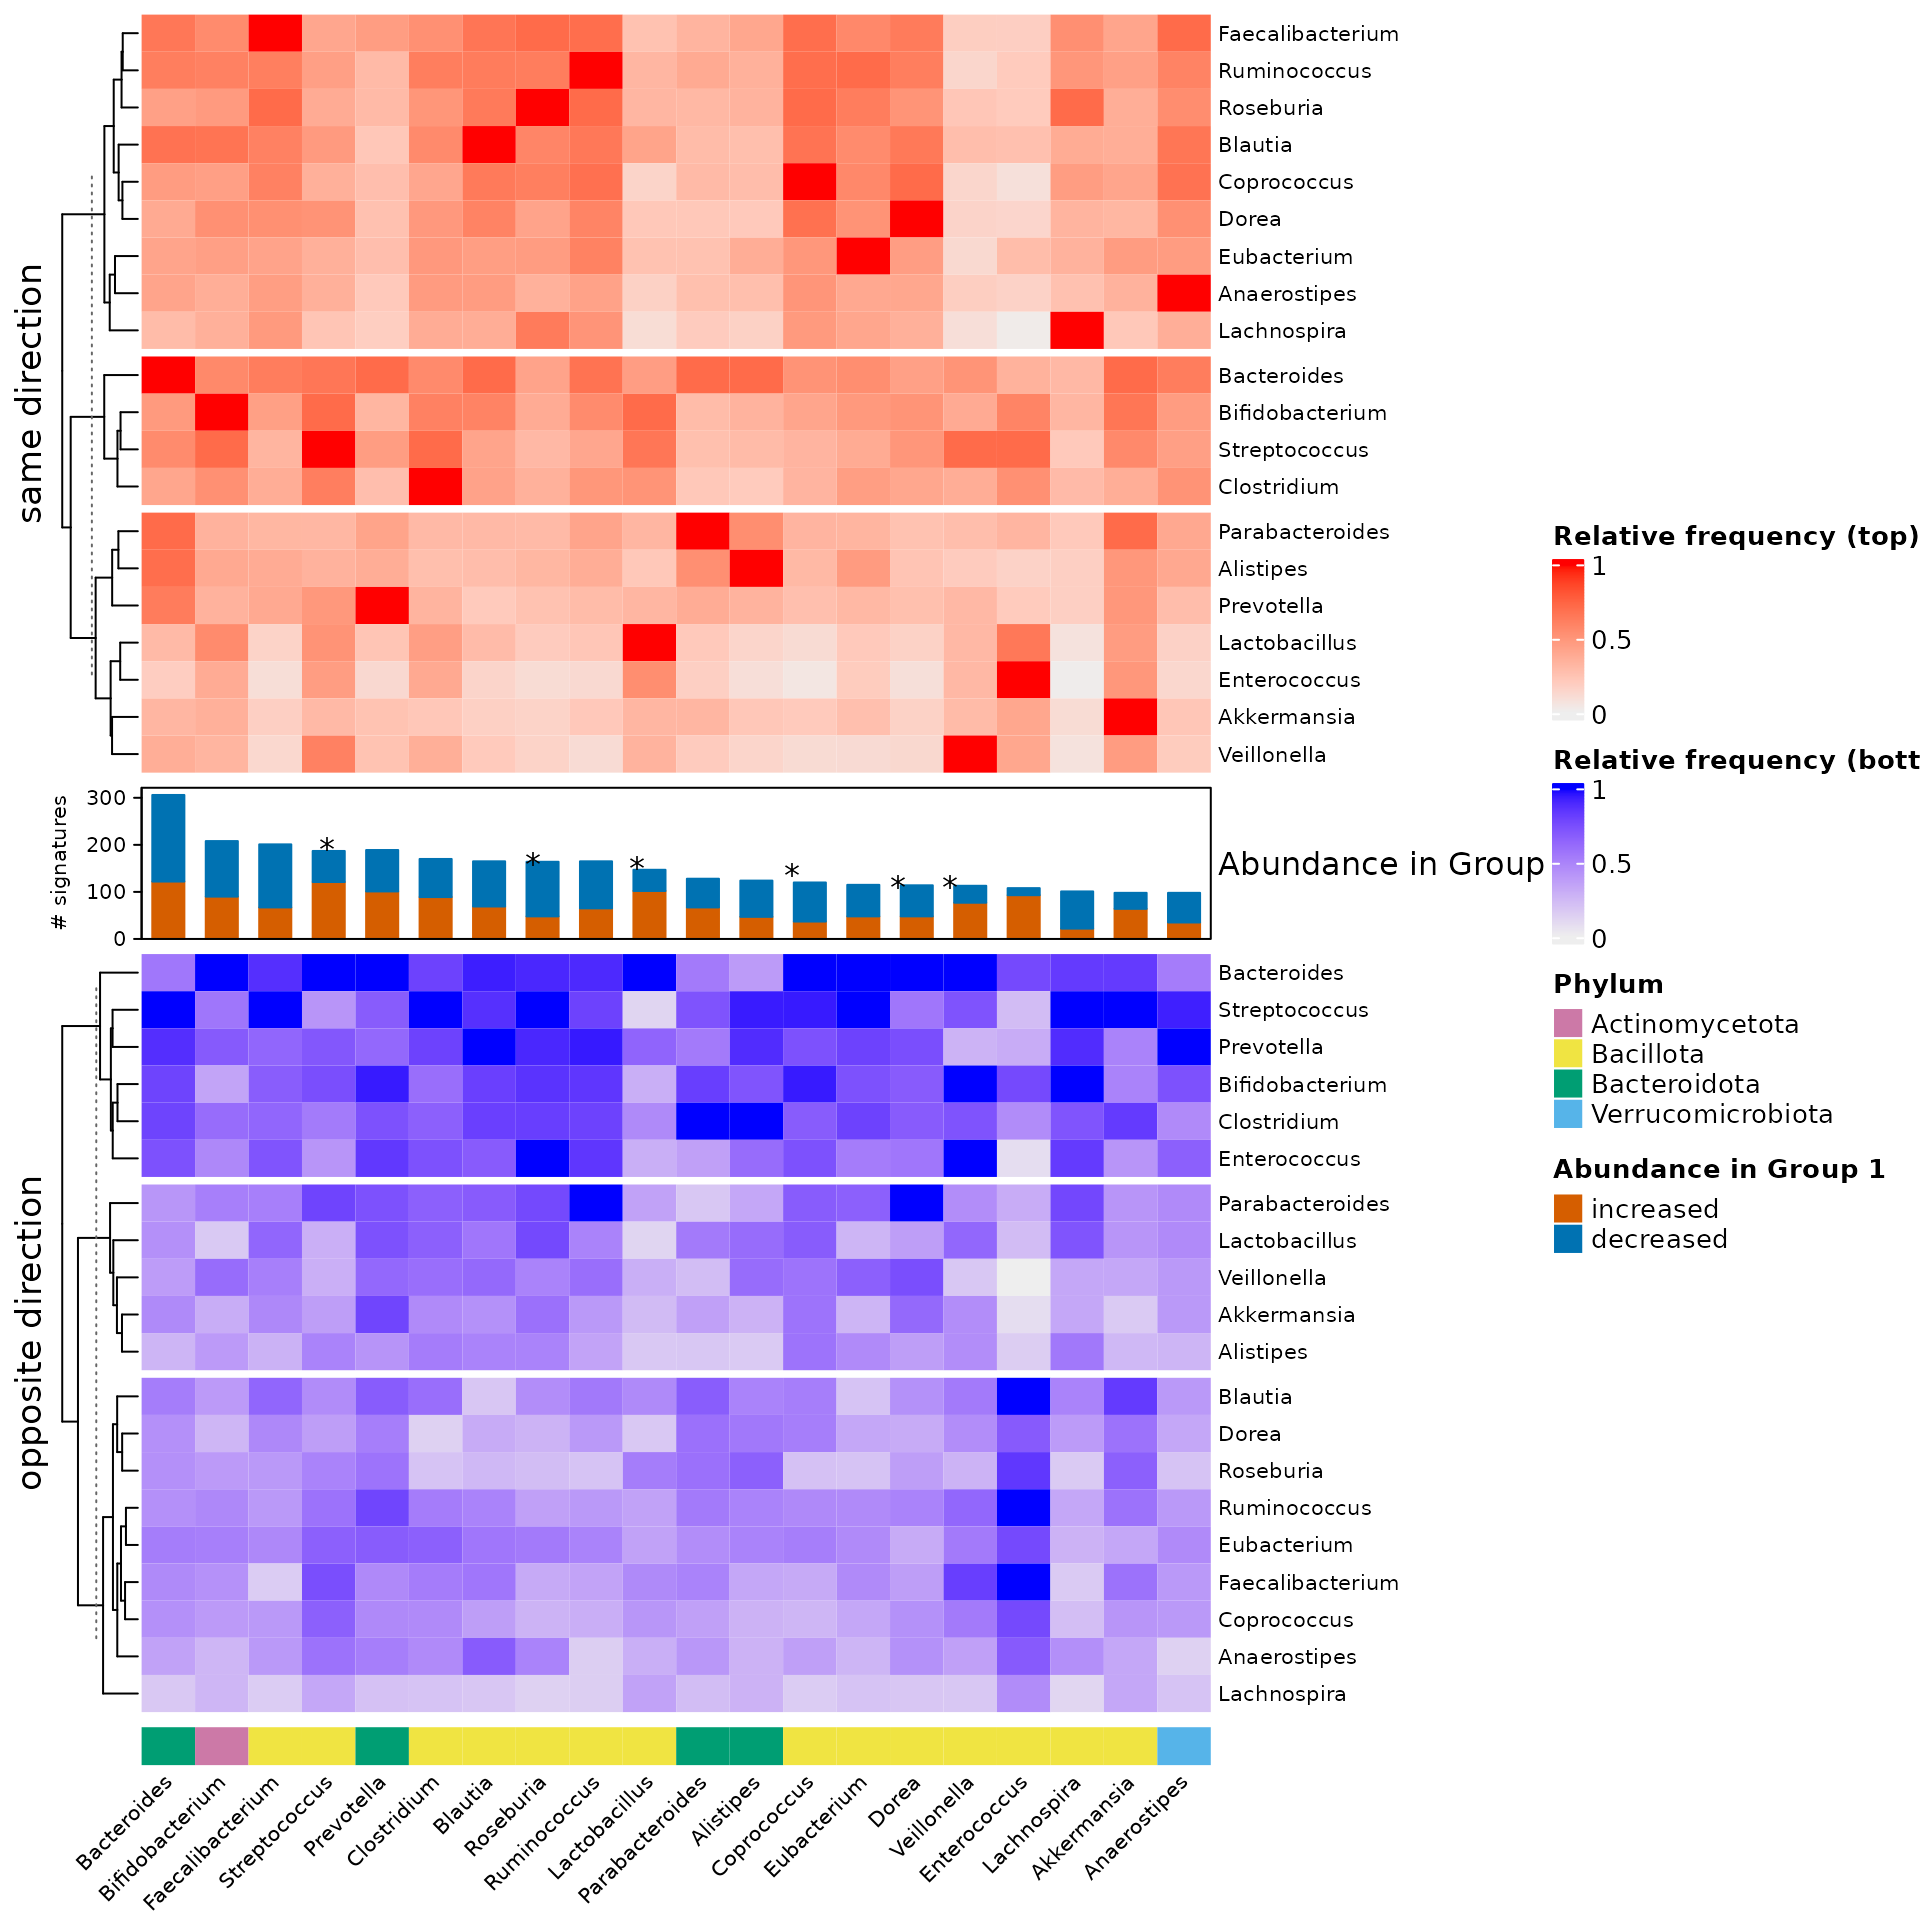 same direction
Faecalibacterium
Ruminococcus
Roseburia
Blautia
Coprococcus
Dorea
Eubacterium
Anaerostipes
Lachnospira
Bacteroides
Bifidobacterium
Streptococcus
Clostridium
Parabacteroides
Alistipes
Prevotella
Lactobacillus
Enterococcus
Akkermansia
Veillonella
# signatures
300
200
100
0
* * * * * *
Abundance in Group
opposite direction
Bacteroides
Streptococcus
Prevotella
Bifidobacterium
Clostridium
Enterococcus
Parabacteroides
Lactobacillus
Veillonella
Akkermansia
Alistipes
Blautia
Dorea
Roseburia
Ruminococcus
Eubacterium
Faecalibacterium
Coprococcus
Anaerostipes
Lachnospira
Bacteroides
Bifidobacterium
Faecalibacterium
Streptococcus
Prevotella
Clostridium
Blautia
Roseburia
Ruminococcus
Lactobacillus
Parabacteroides
Alistipes
Coprococcus
Eubacterium
Dorea
Veillonella
Enterococcus
Lachnospira
Akkermansia
Anaerostipes
Relative frequency (top)
1
0.5
0
Relative frequency (bott
1
0.5
0
Phylum
Actinomycetota
Bacillota
Bacteroidota
Verrucomicrobiota
Abundance in Group 1
increased
decreased